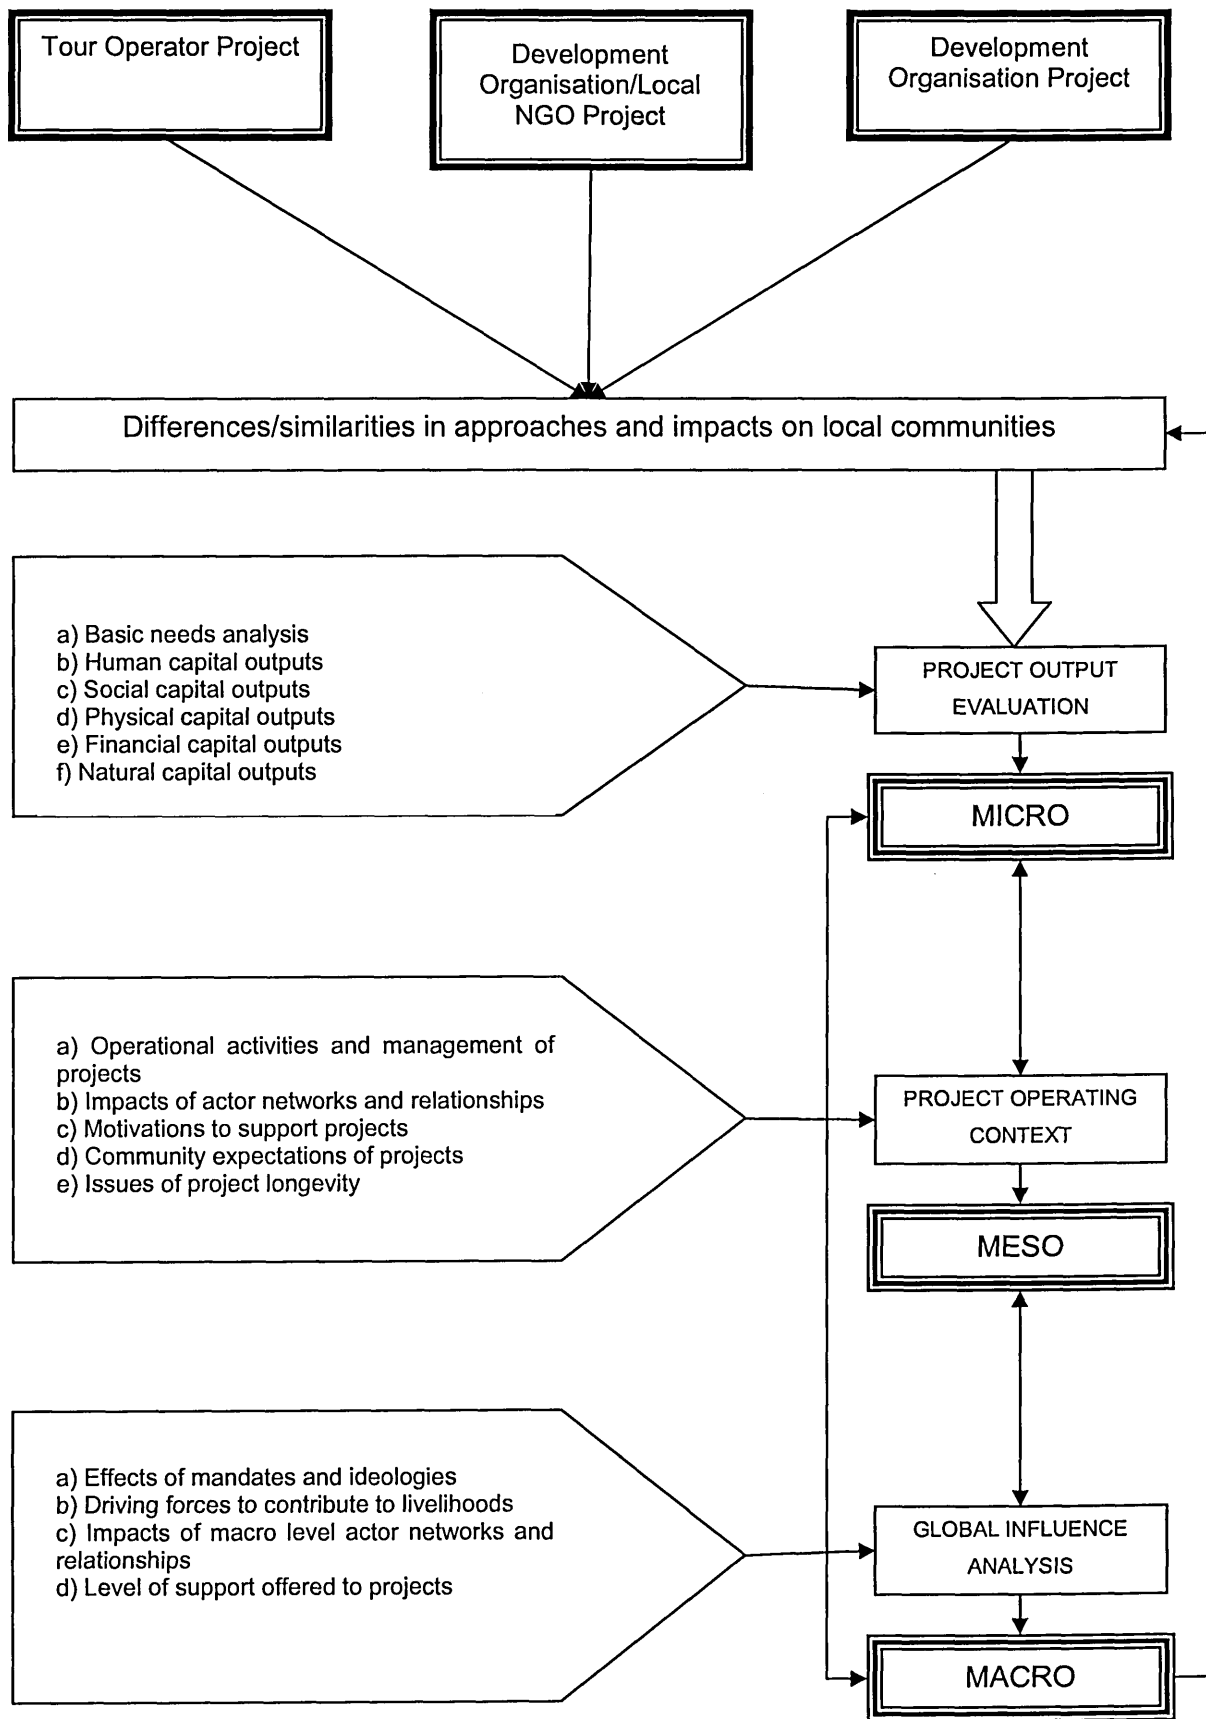 Tour Operator Project
Development
Organisation/Local
NGO Project
Development
Organisation Project
Differences/similarities in approaches and impacts on local communities
a) Basic needs analysis
b) Human capital outputs
c) Social capital outputs
d) Physical capital outputs
e) Financial capital outputs
f) Natural capital outputs
PROJECT OUTPUT
EVALUATION
MICRO
a) Operational activities and management of
projects
b) Impacts of actor networks and relationships
c) Motivations to support projects
d) Community expectations of projects
e) Issues of project longevity
PROJECT OPERATING
CONTEXT
MESO
a) Effects of mandates and ideologies
b) Driving forces to contribute to livelihoods
c) Impacts of macro level actor networks and
relationships
d) Level of support offered to projects
GLOBAL INFLUENCE
ANALYSIS
MACRO